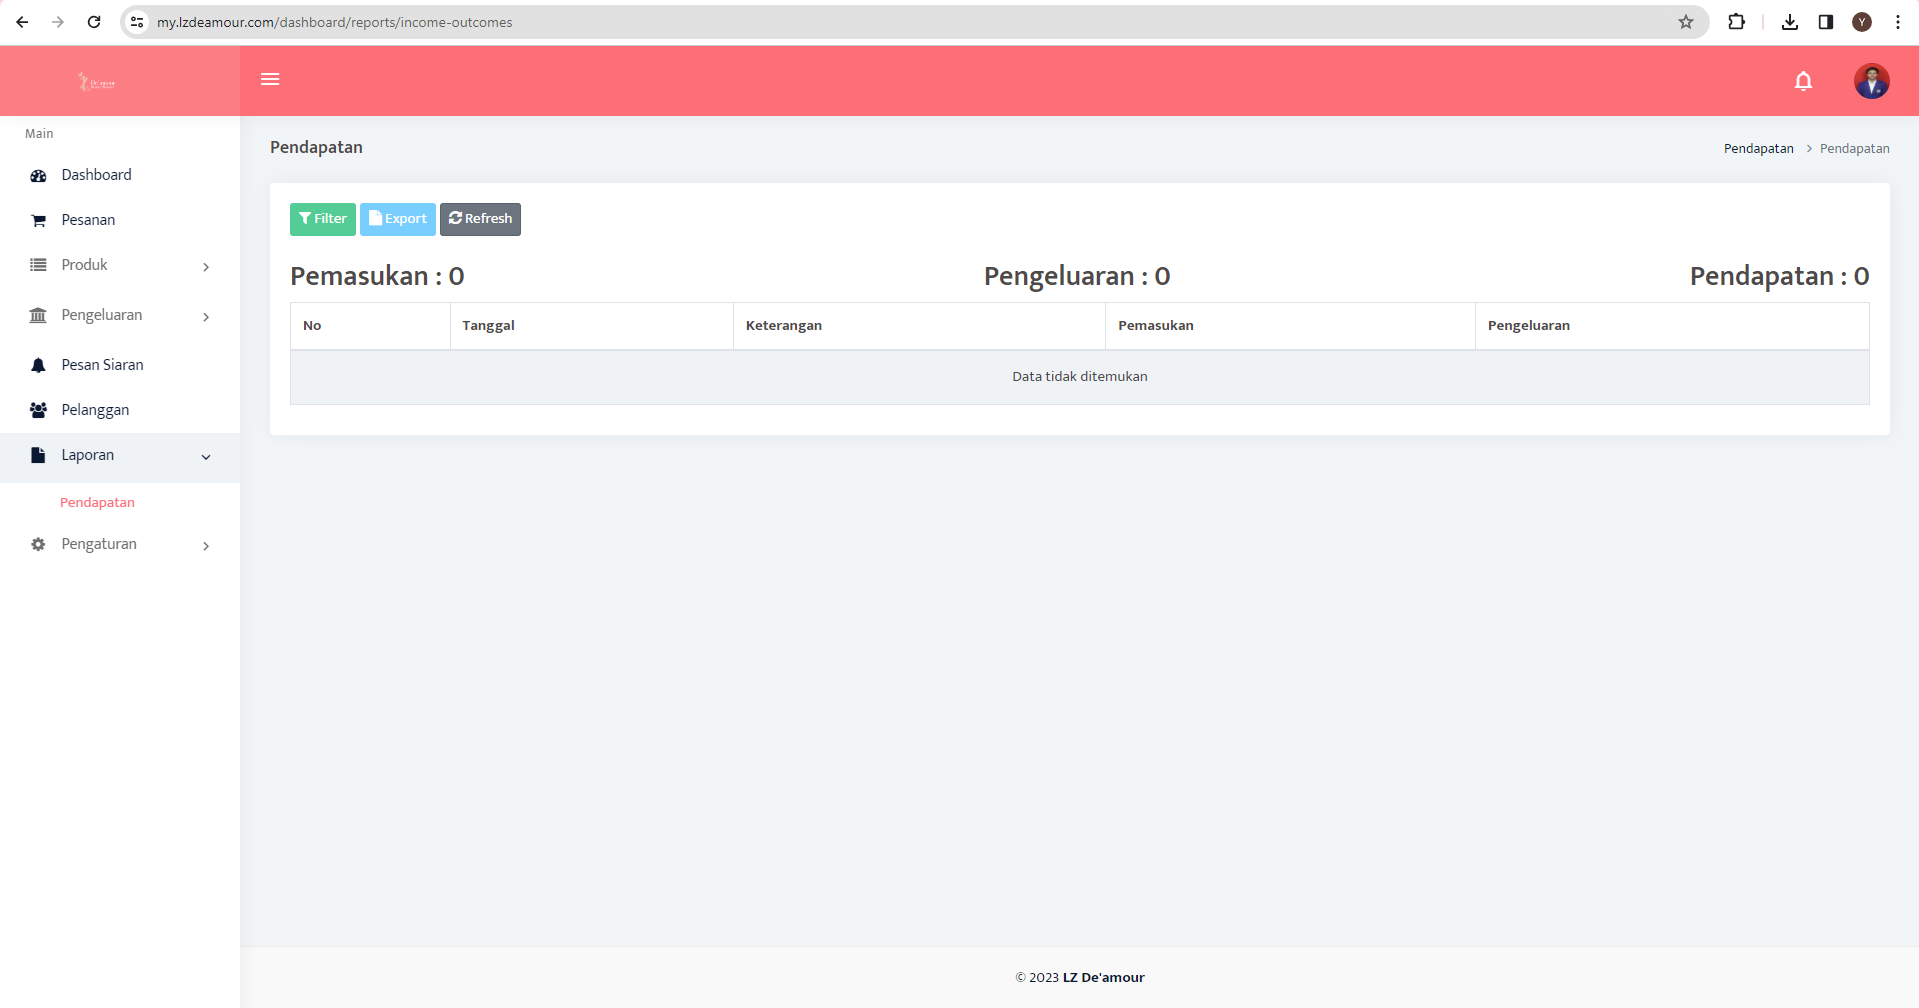 my.lzdeamour.com/dashboard/reports/income-outcomes
Y
De'amour
Main
Dashboard
Pesanan
Produk
Pengeluaran
Pesan Siaran
Pelanggan
Laporan
Pendapatan
Pengaturan
Pendapatan
Pendapatan > Pendapatan
Filter Export Refresh
Pemasukan : 0 Pengeluaran : 0 Pendapatan : 0
No Tanggal Keterangan Pemasukan Pengeluaran
Data tidak ditemukan
© 2023 LZ De'amour